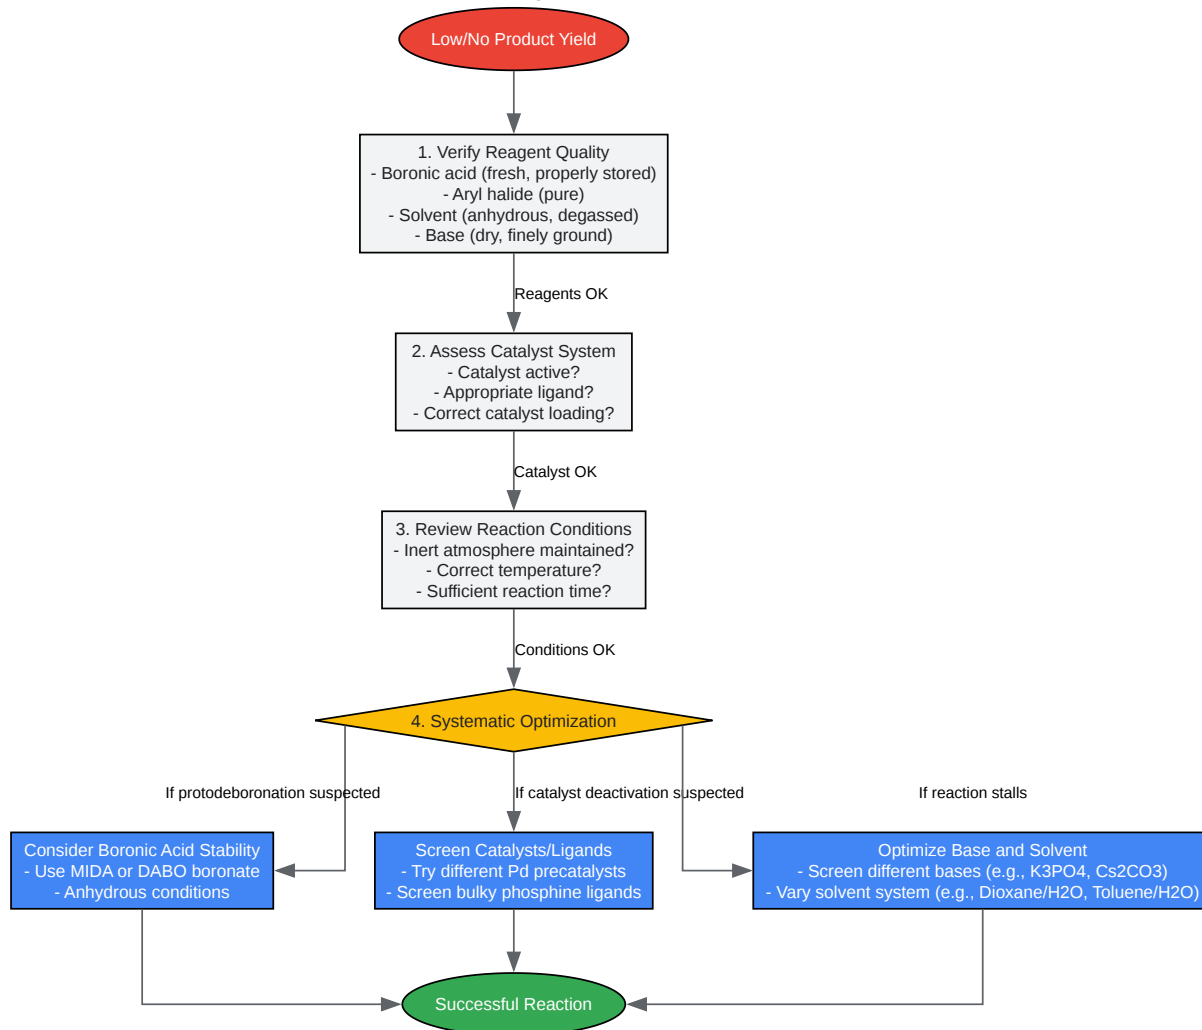 Low/No Product Yield
1. Verify Reagent Quality
- Boronic acid (fresh, properly stored)
- Aryl halide (pure)
- Solvent (anhydrous, degassed)
- Base (dry, finely ground)
Reagents OK
2. Assess Catalyst System
- Catalyst active?
- Appropriate ligand?
- Correct catalyst loading?
Catalyst OK
3. Review Reaction Conditions
- Inert atmosphere maintained?
- Correct temperature?
- Sufficient reaction time?
Conditions OK
4. Systematic Optimization
If protodeboronation suspected
If catalyst deactivation suspected
If reaction stalls
Consider Boronic Acid Stability
- Use MIDA or DABO boronate
- Anhydrous conditions
Screen Catalysts/Ligands
- Try different Pd precatalysts
- Screen bulky phosphine ligands
Optimize Base and Solvent
- Screen different bases (e.g., K3PO4, Cs2CO3)
- Vary solvent system (e.g., Dioxane/H2O, Toluene/H2O)
Successful Reaction